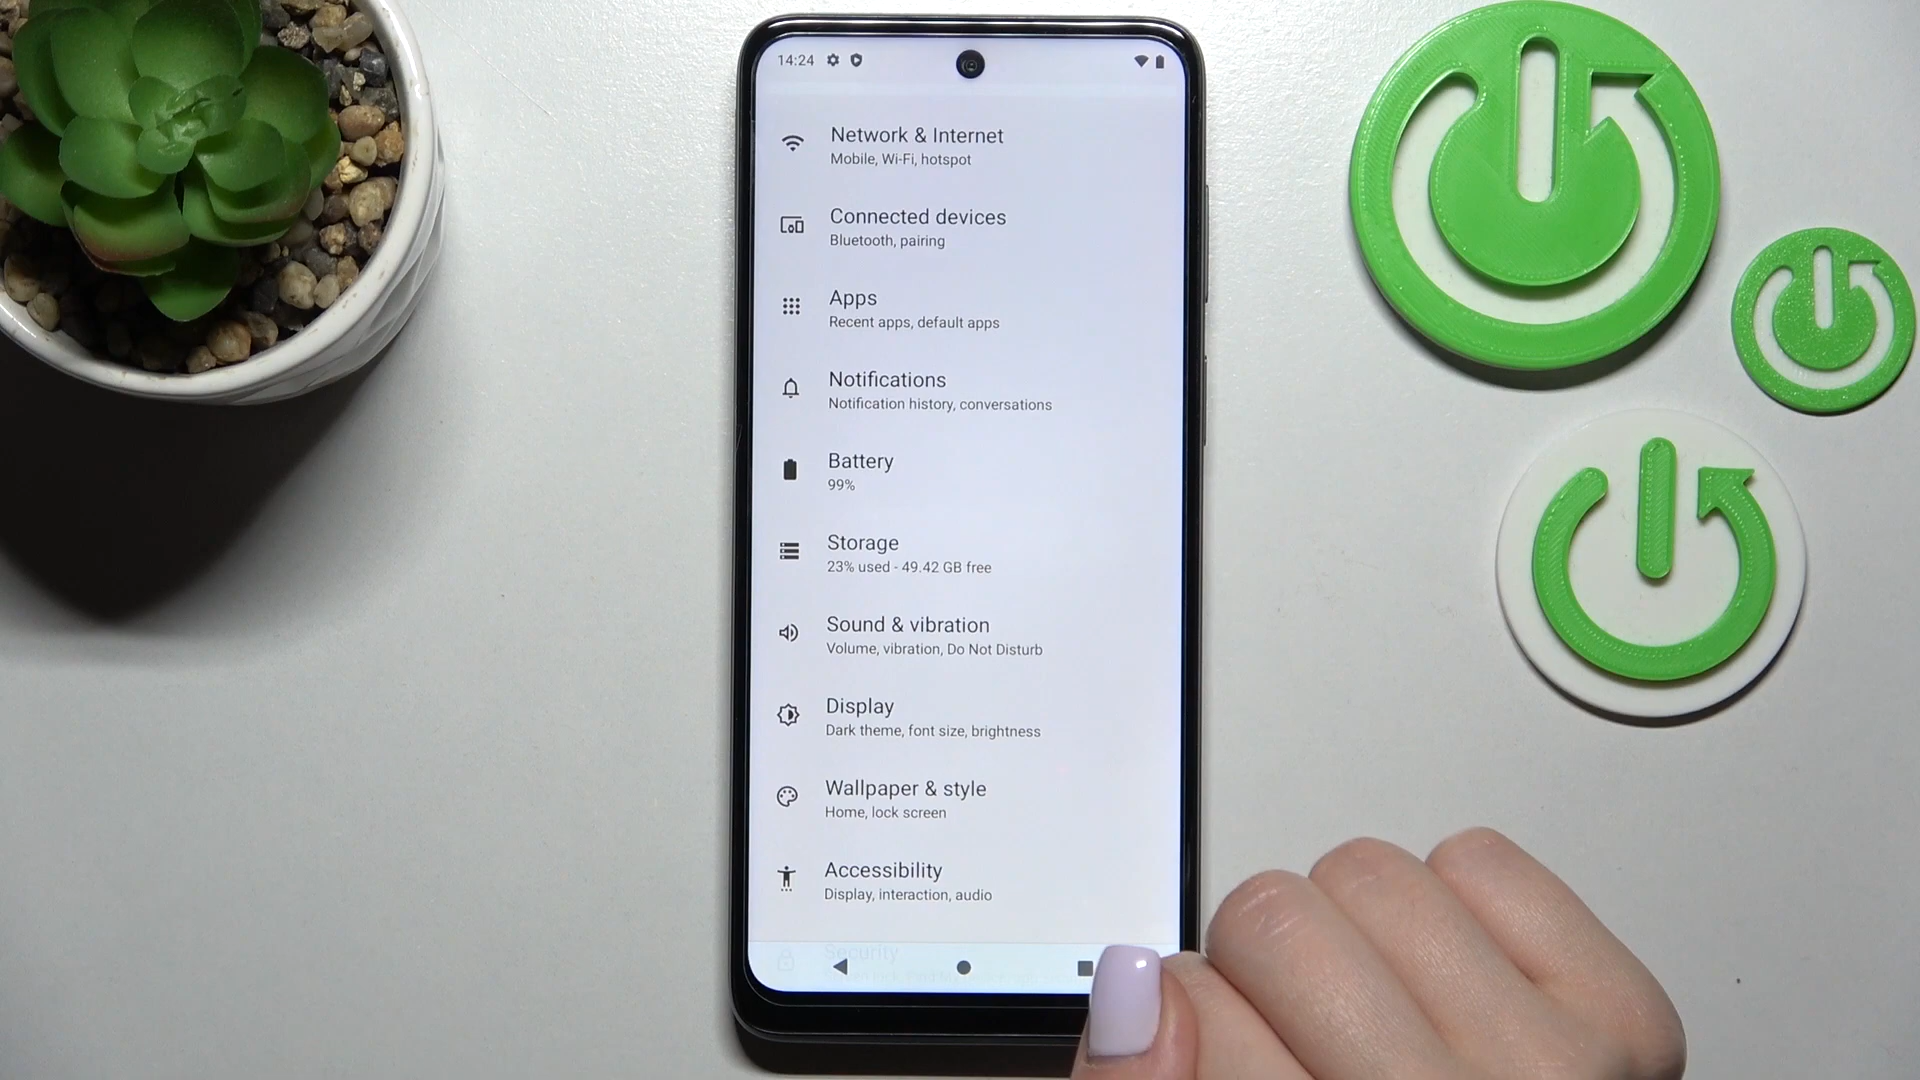 14:24
Network & Internet
Mobile, Wi-Fi, hotspot
Connected devices
Bluetooth, pairing
Apps
Recent apps, default apps
Notifications
Notification history, conversations
Battery
99%
Storage
23% used - 49.42 GB free
Sound & vibration
Volume, vibration, Do Not Disturb
Display
Dark theme, font size, brightness
Wallpaper & style
Home, lock screen
Accessibility
Display, interaction, audio
Security